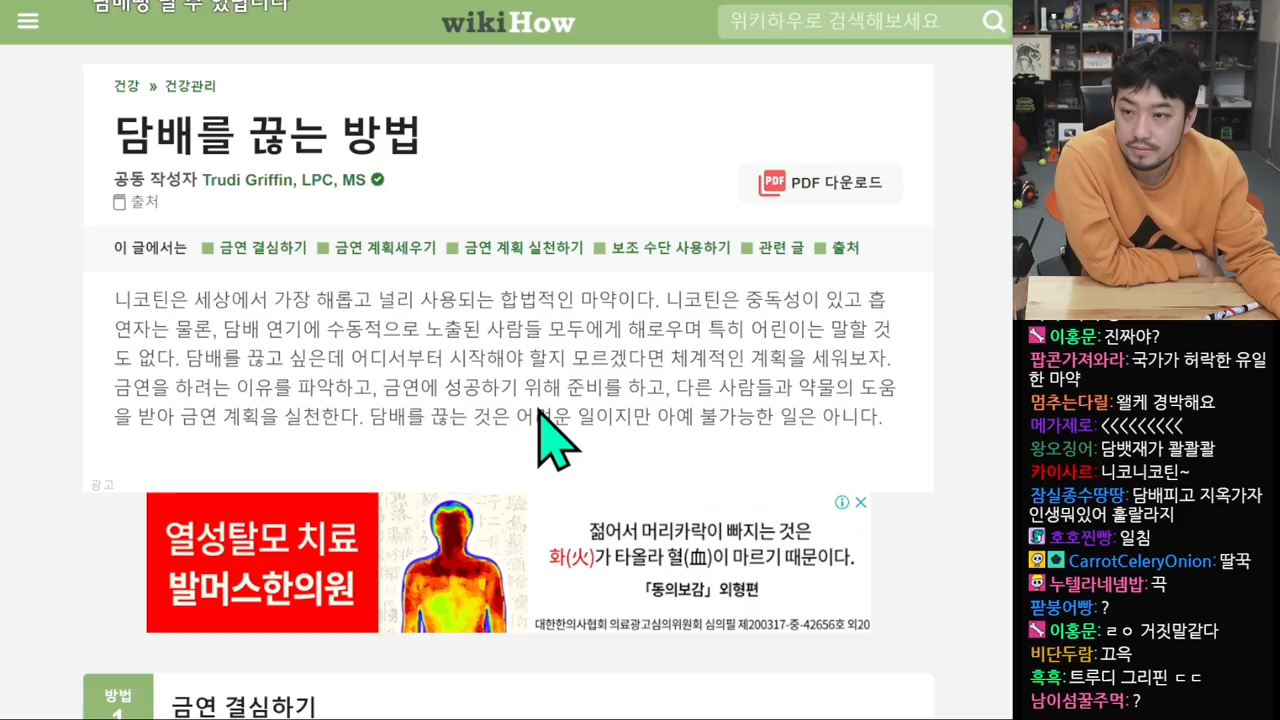 담배빵 날 수 있습니다
wikiHow
위키하우로 검색해보세요
건강 » 건강관리
담배를 끊는 방법
공동 작성자 Trudi Griffin, LPC, MS
출처
PDF PDF 다운로드
이 글에서는 금연 결심하기 금연 계획세우기 금연 계획 실천하기 보조 수단 사용하기 관련 글 출처
니코틴은 세상에서 가장 해롭고 널리 사용되는 합법적인 마약이다. 니코틴은 중독성이 있고 흡
연자는 물론, 담배 연기에 수동적으로 노출된 사람들 모두에게 해로우며 특히 어린이는 말할 것
도 없다. 담배를 끊고 싶은데 어디서부터 시작해야 할지 모르겠다면 체계적인 계획을 세워보자.
금연을 하려는 이유를 파악하고, 금연에 성공하기 위해 준비를 하고, 다른 사람들과 약물의 도움
을 받아 금연 계획을 실천한다. 담배를 끊는 것은 어려운 일이지만 아예 불가능한 일은 아니다.
광고
열성탈모 치료
발머스한의원
젊어서 머리카락이 빠지는 것은
화(火)가 타올라 혈(血)이 마르기 때문이다.
「동의보감」 외형편
대한한의사협회 의료광고심의위원회 심의필 제200317-중-42656호 외20
방법
1
금연 결심하기
이홍문: 진짜야?
팝콘가져와라: 국가가 허락한 유일
한 마약
멈추는다릴: 왤케 경박해요
메가제로: <<<<<<<<<
왕오징어: 담뱃재가 콸콸콸
카이사르: 니코니코틴~
잠실종수땅땅: 담배피고 지옥가자
인생뭐있어 훌랄라지
호호찐빵: 일침
CarrotCeleryOnion: 딸꾹
누텔라네넴밥: 끅
팥붕어빵: ?
이홍문: ㄹㅇ 거짓말같다
비단두람: 끄윽
흑흑: 트루디 그리핀 ㄷㄷ
남이섬꿀주먹: ?